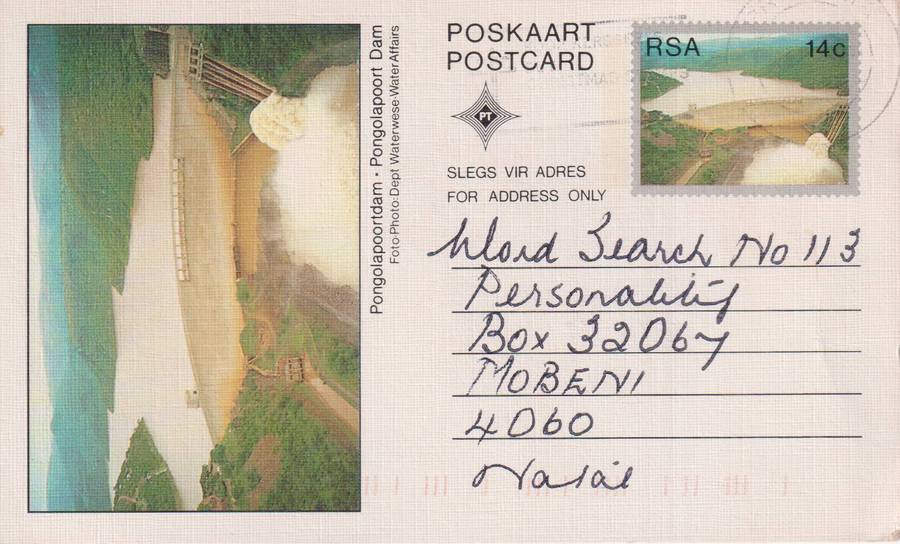 POSKAART
POSTCARD
RSA 14c
PT
SLEGS VIR ADRES
FOR ADDRESS ONLY
Pongolapoortdam · Pongolapoort Dam
Foto·Photo: Dept Waterwese·Water Affairs
Word Search No 113
Personality
Box 32067
MOBENI
4060
Natal